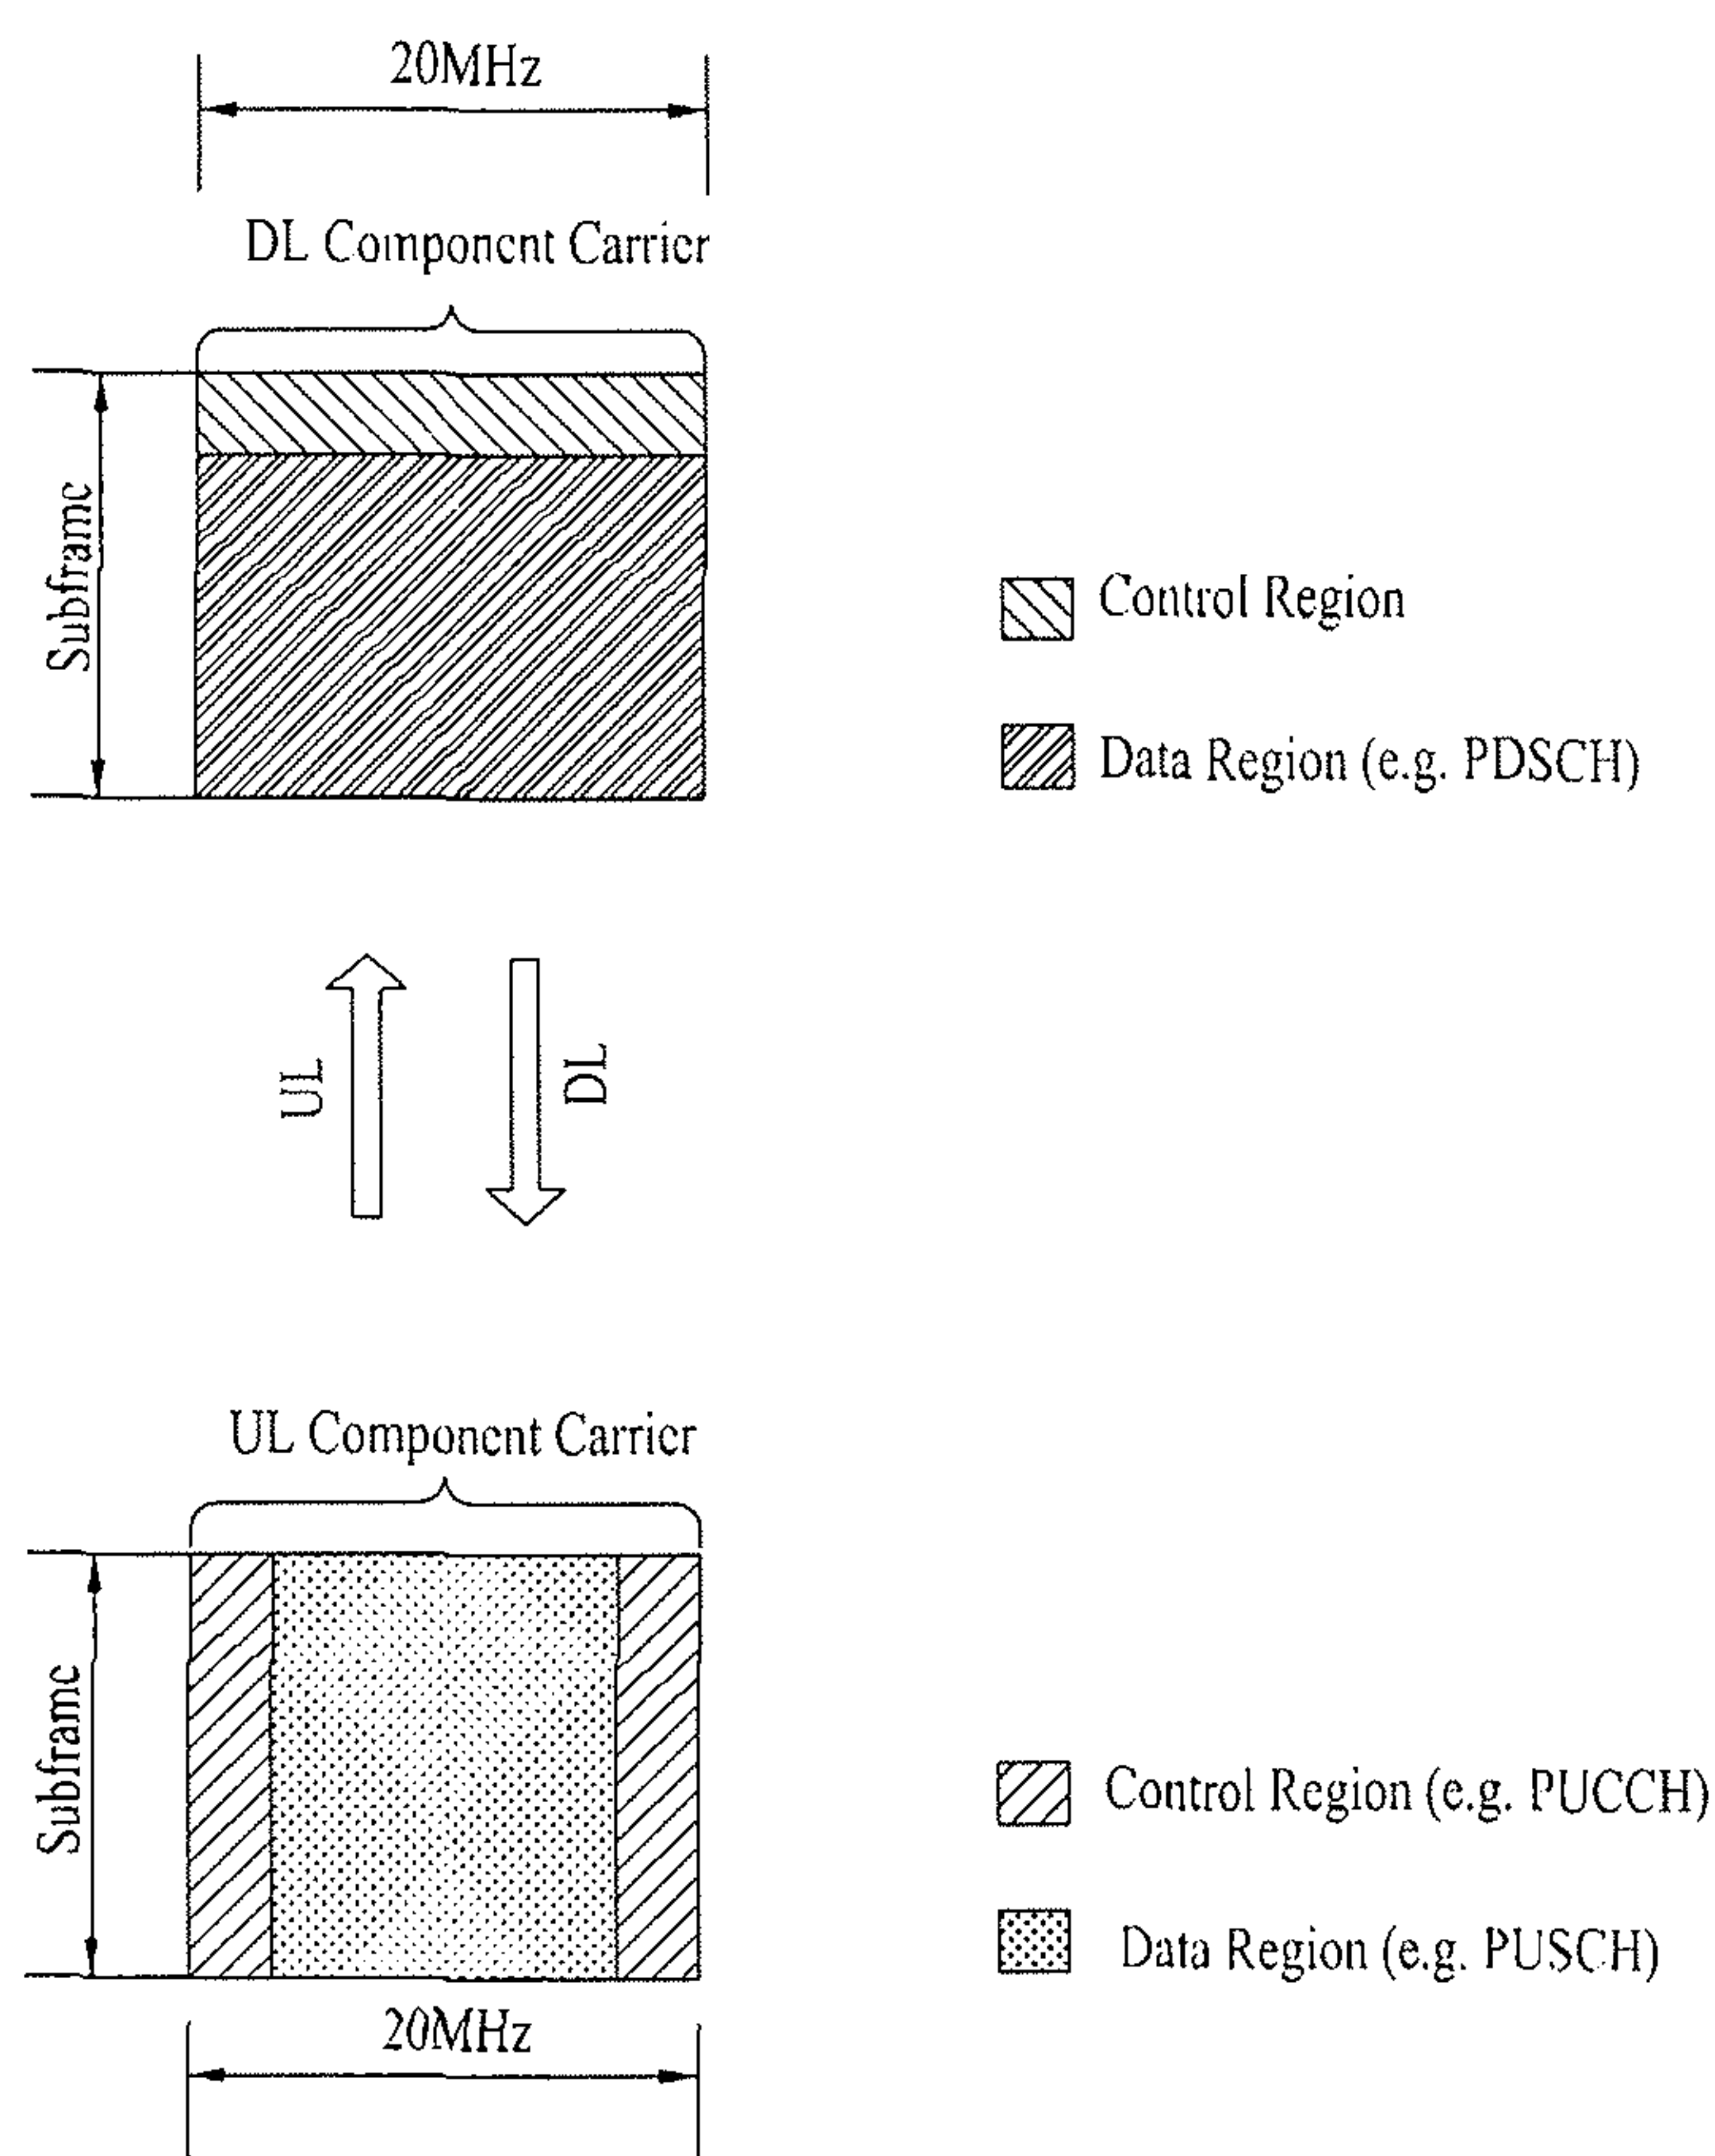 20MHz
DL Component Carrier
Subframe
Control Region
Data Region (e.g. PDSCH)
UL
DL
UL Component Carrier
Subframe
Control Region (e.g. PUCCH)
Data Region (e.g. PUSCH)
20MHz